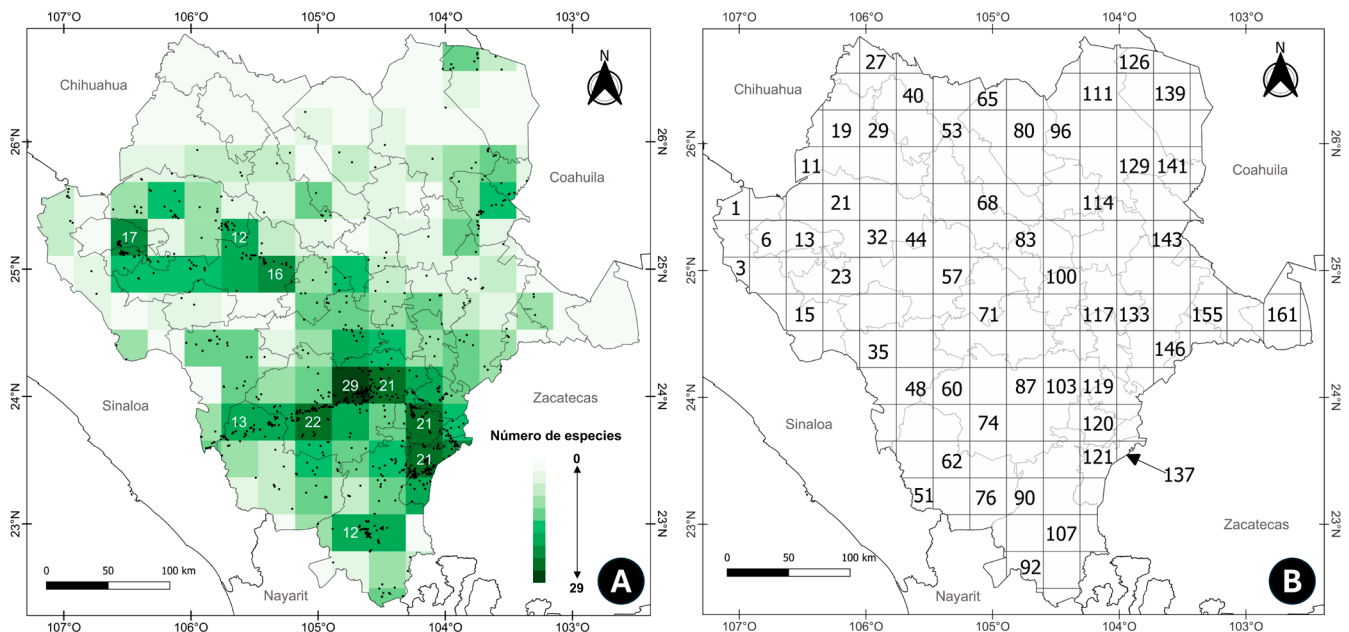 107°O 106°O 105°O 104°O 103°O
107°O 106°O 105°O 104°O 103°O
N
N
27
126
Chihuahua
Chihuahua
40
65
111
139
26°N
26°N
26°N
26°N
19
29
53
80
96
11
129
141
Coahuila
Coahuila
1
21
68
114
17
12
6
13
32
44
83
143
25°N
25°N
25°N
25°N
16
3
23
57
100
15
71
117
133
155
161
35
146
24°N
24°N
24°N
24°N
29
21
48
60
87
103
119
Sinaloa
Zacatecas
13
22
21
Sinaloa
74
120
Número de especies
21
0
62
121
137
51
76
90
23°N
23°N
23°N
23°N
12
107
Zacatecas
92
0 50 100 km
29
A
0 50 100 km
B
Nayarit
Nayarit
107°O 106°O 105°O 104°O 103°O
107°O 106°O 105°O 104°O 103°O